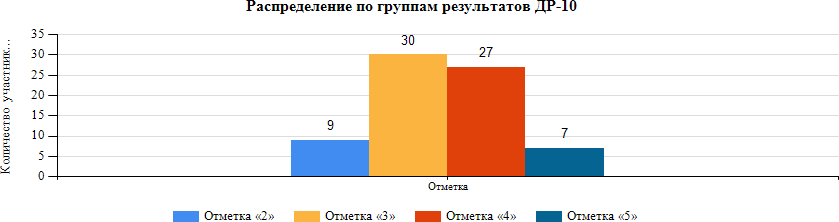 Распределение по группам результатов ДР-10
Количество участник...
35
30
25
20
15
10
5
0
9
30
27
7
Отметка
Отметка «2»
Отметка «3»
Отметка «4»
Отметка «5»